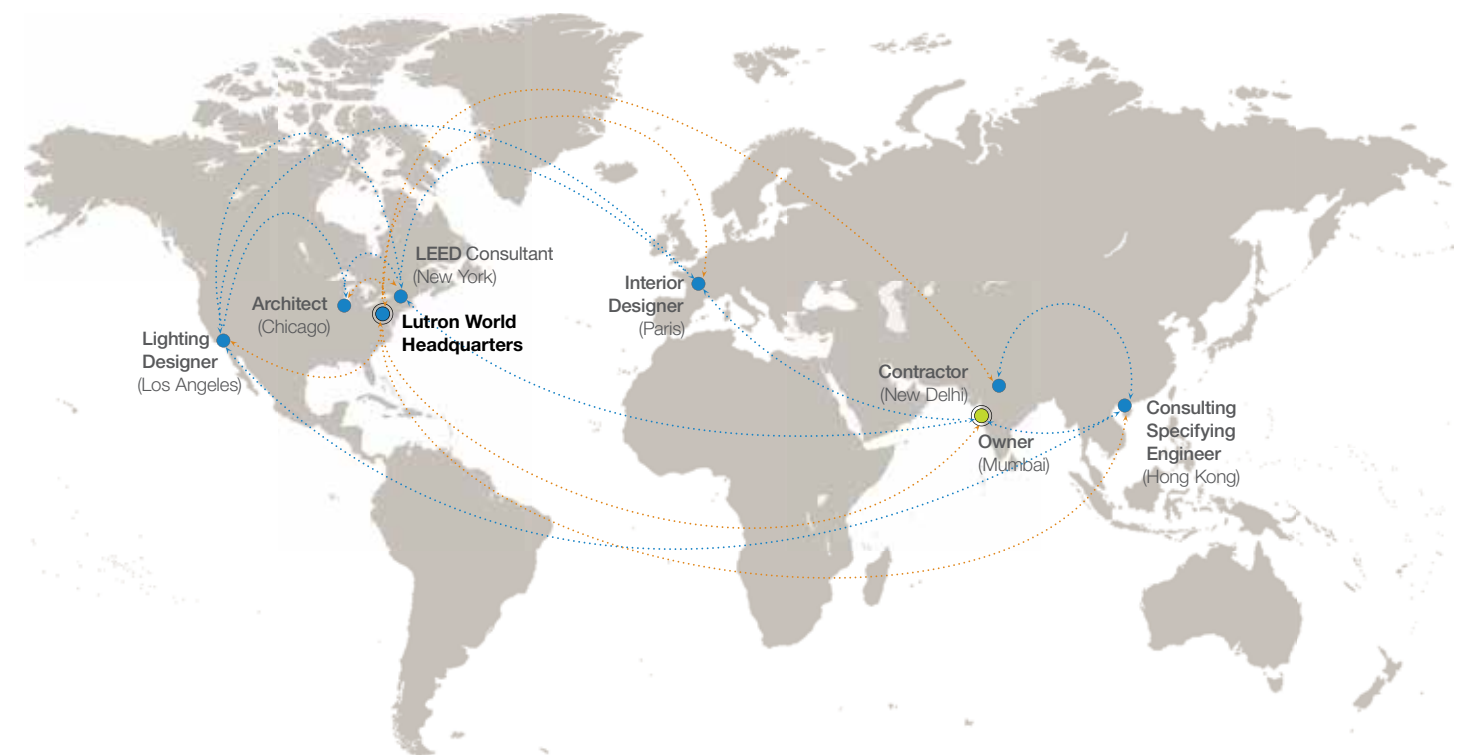 LEED Consultant
(New York)
Architect
(Chicago)
Lutron World
Headquarters
Lighting
Designer
(Los Angeles)
Interior
Designer
(Paris)
Contractor
(New Delhi)
Owner
(Mumbai)
Consulting
Specifying
Engineer
(Hong Kong)